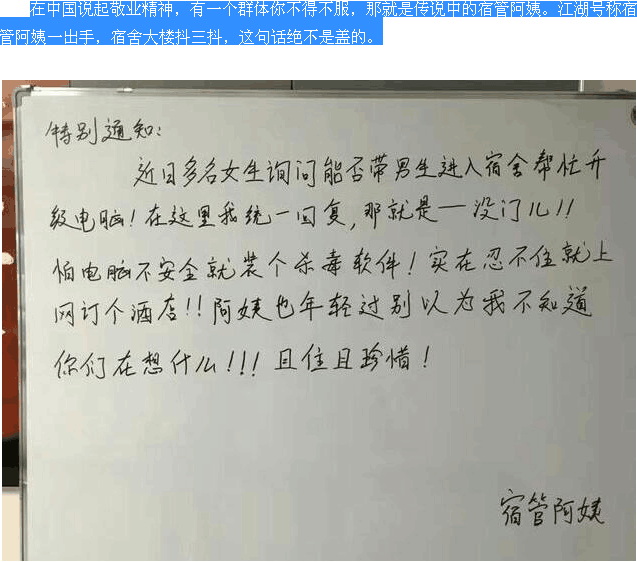 在中国说起敬业精神，有一个群体你不得不服，那就是传说中的宿管阿姨。江湖号称宿
管阿姨一出手，宿舍大楼抖三抖，这句话绝不是盖的。
特别通知：
近日多名女生询问能否带男生进入宿舍帮忙升
级电脑！在这里我统一回复，那就是——没门儿！！
怕电脑不安全就装个杀毒软件！实在忍不住就上
网订个酒店！！阿姨也年轻过别以为我不知道
你们在想什么！！！且住且珍惜！
宿管阿姨